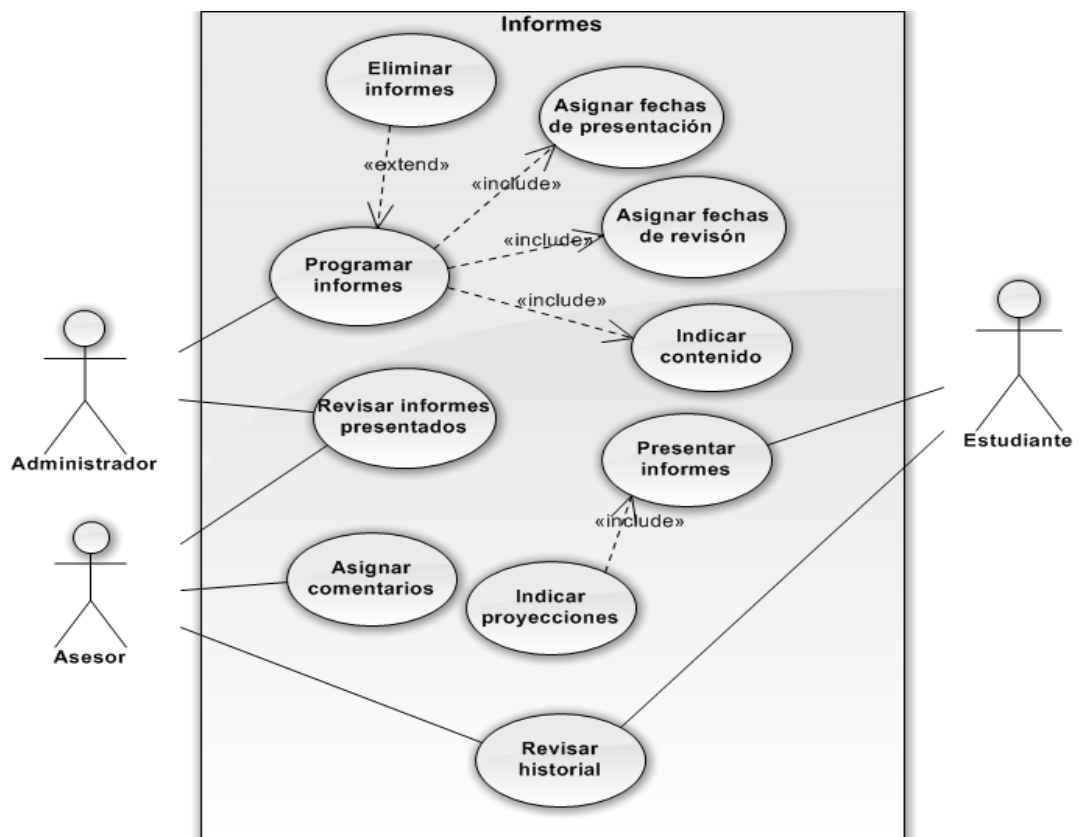 Informes
Eliminar
informes
Asignar fechas
de presentación
«extend»
«include»
Asignar fechas
de revisón
«include»
Programar
informes
«include»
Indicar
contenido
Revisar informes
presentados
Administrador
Presentar
informes
Estudiante
«include»
Asignar
comentarios
Indicar
proyecciones
Asesor
Revisar
historial